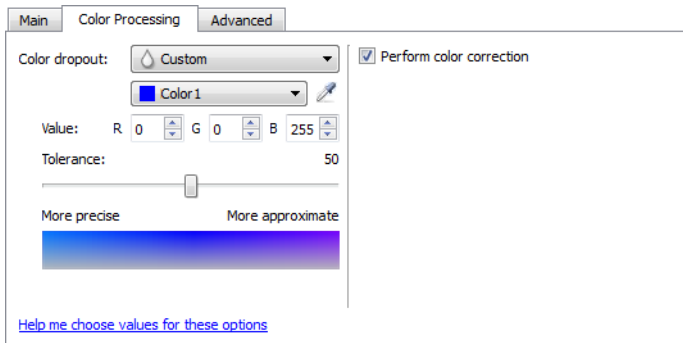 Main Color Processing Advanced
Color dropout: Custom
Perform color correction
Color1
Value: R 0 G 0 B 255
Tolerance: 50
More precise More approximate
Help me choose values for these options